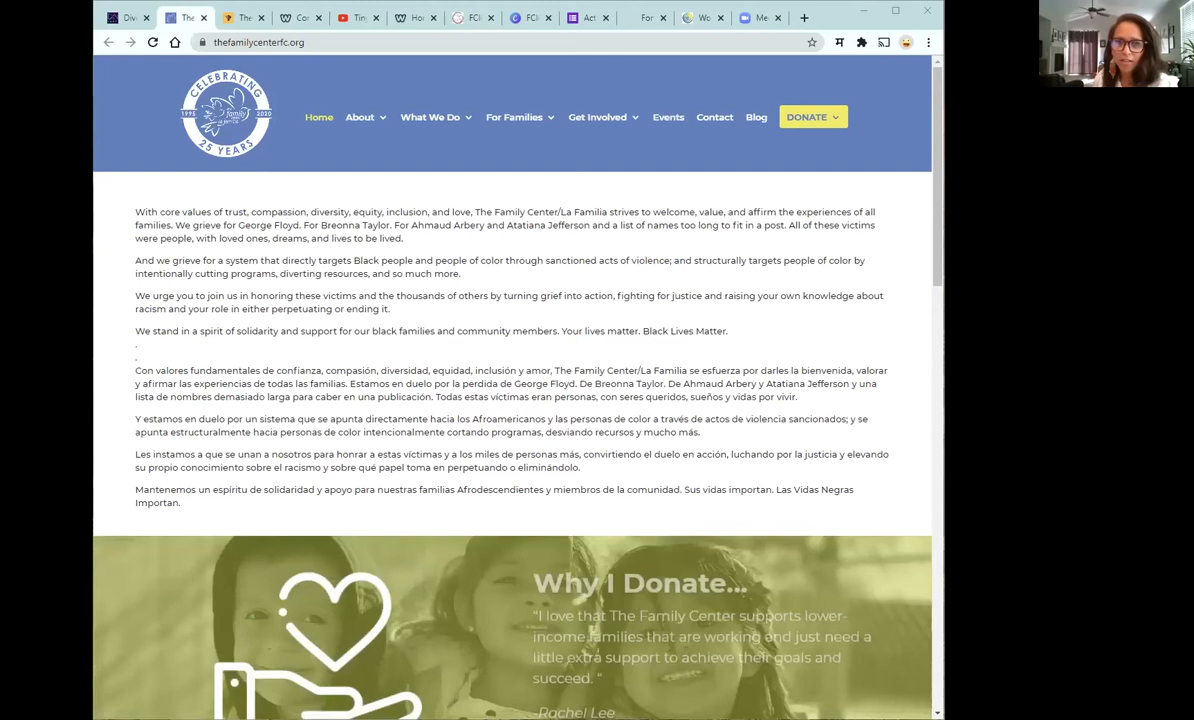 Dive
The
The
Cor
Tin
Hor
FCli
FCli
Act
For
Wo
Me
thefamilycenterfc.org
CELEBRATING
1995 family 2020
25 YEARS
Home About What We Do For Families Get Involved Events Contact Blog DONATE
With core values of trust, compassion, diversity, equity, inclusion, and love, The Family Center/La Familia strives to welcome, value, and affirm the experiences of all
families. We grieve for George Floyd. For Breonna Taylor. For Ahmaud Arbery and Atatiana Jefferson and a list of names too long to fit in a post. All of these victims
were people, with loved ones, dreams, and lives to be lived.
And we grieve for a system that directly targets Black people and people of color through sanctioned acts of violence; and structurally targets people of color by
intentionally cutting programs, diverting resources, and so much more.
We urge you to join us in honoring these victims and the thousands of others by turning grief into action, fighting for justice and raising your own knowledge about
racism and your role in either perpetuating or ending it.
We stand in a spirit of solidarity and support for our black families and community members. Your lives matter. Black Lives Matter.
.
.
Con valores fundamentales de confianza, compasión, diversidad, equidad, inclusión y amor, The Family Center/La Familia se esfuerza por darles la bienvenida, valorar
y afirmar las experiencias de todas las familias. Estamos en duelo por la perdida de George Floyd. De Breonna Taylor. De Ahmaud Arbery y Atatiana Jefferson y una
lista de nombres demasiado larga para caber en una publicación. Todas estas víctimas eran personas, con seres queridos, sueños y vidas por vivir.
Y estamos en duelo por un sistema que se apunta directamente hacia los Afroamericanos y las personas de color a través de actos de violencia sancionados; y se
apunta estructuralmente hacia personas de color intencionalmente cortando programas, desviando recursos y mucho más.
Les instamos a que se unan a nosotros para honrar a estas víctimas y a los miles de personas más, convirtiendo el duelo en acción, luchando por la justicia y elevando
su propio conocimiento sobre el racismo y sobre qué papel toma en perpetuando o eliminándolo.
Mantenemos un espíritu de solidaridad y apoyo para nuestras familias Afrodescendientes y miembros de la comunidad. Sus vidas importan. Las Vidas Negras
Importan.
Why I Donate...
"I love that The Family Center supports lower-
income families that are working and just need a
little extra support to achieve their goals and
succeed. "
-Rachel Lee